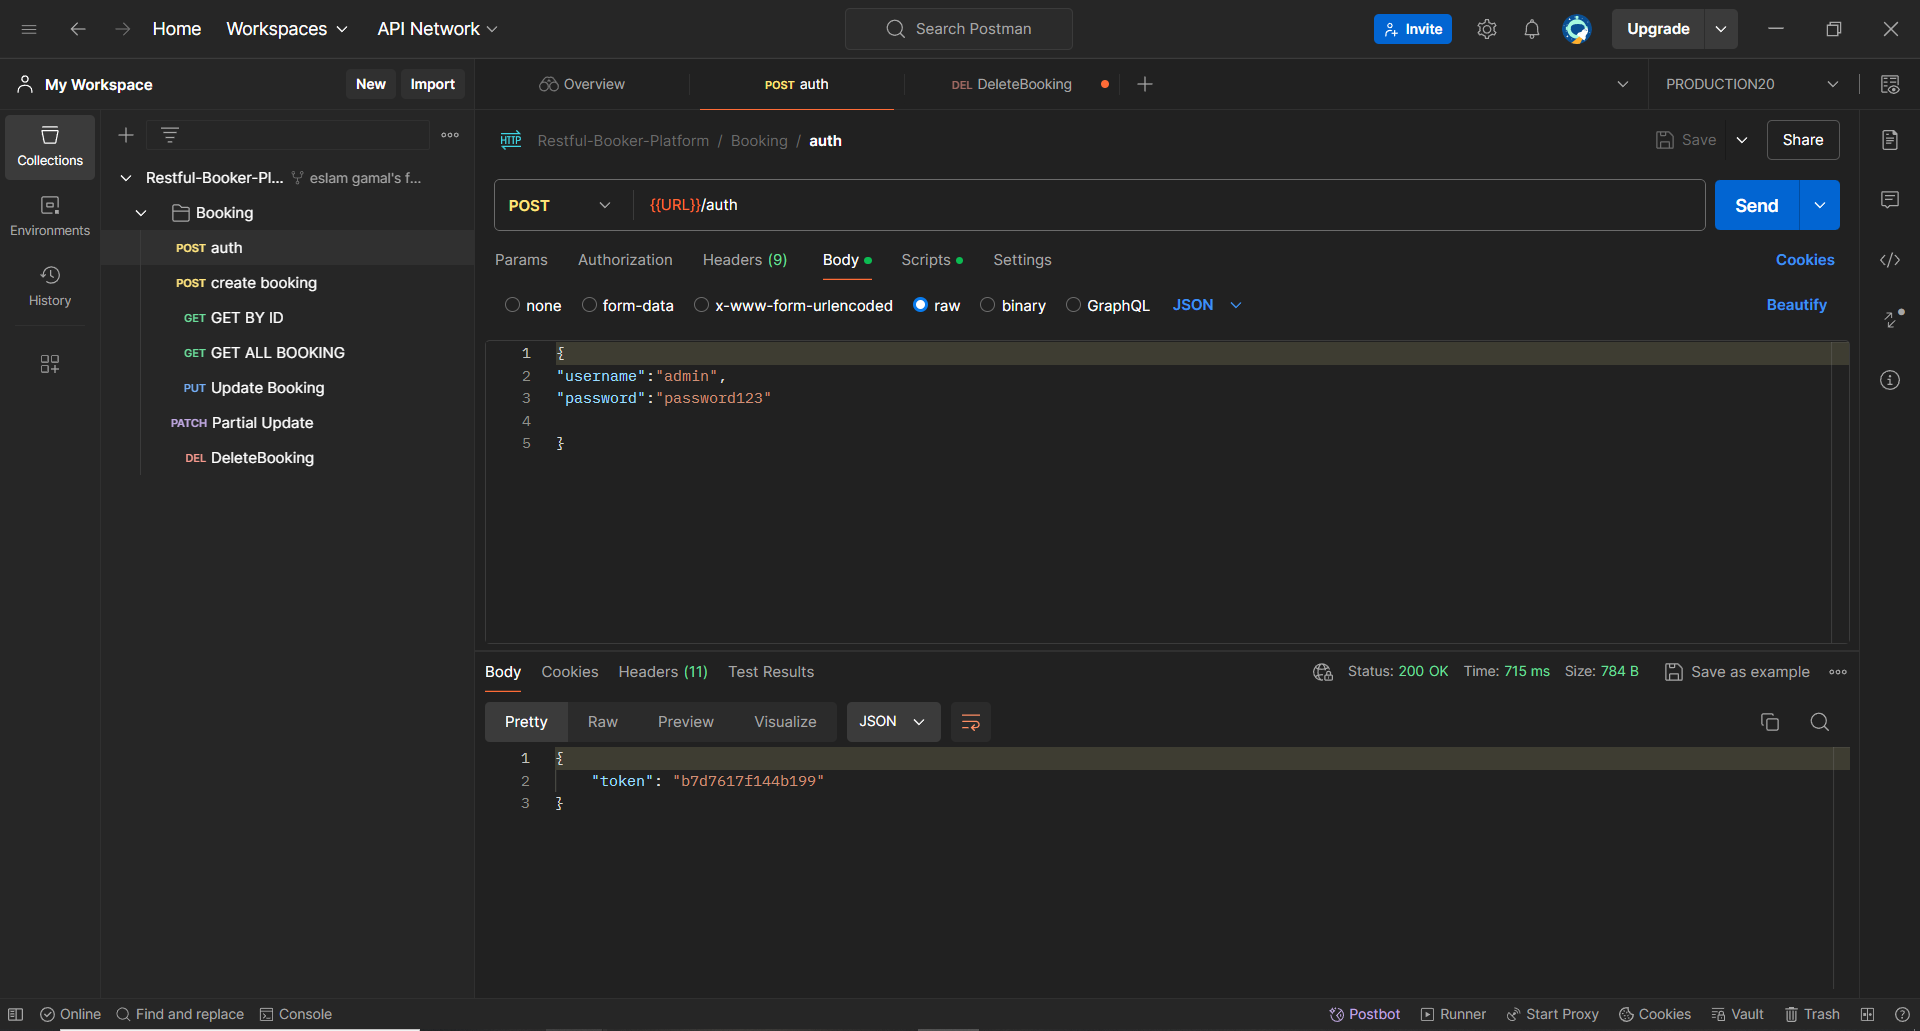 Home Workspaces API Network Search Postman Invite Upgrade
My Workspace New Import Overview POST auth DEL DeleteBooking PRODUCTION20
Collections
Environments
History
Restful-Booker-Pl... eslam gamal's f...
Booking
POST auth
POST create booking
GET GET BY ID
GET GET ALL BOOKING
PUT Update Booking
PATCH Partial Update
DEL DeleteBooking
HTTP Restful-Booker-Platform / Booking / auth Save Share
POST {{URL}}/auth Send
Params Authorization Headers (9) Body Scripts Settings Cookies
none form-data x-www-form-urlencoded raw binary GraphQL JSON Beautify
1 {
2 "username":"admin",
3 "password":"password123"
4
5 }
Body Cookies Headers (11) Test Results Status: 200 OK Time: 715 ms Size: 784 B Save as example
Pretty Raw Preview Visualize JSON
1 {
2 "token": "b7d7617f144b199"
3 }
Online Find and replace Console Postbot Runner Start Proxy Cookies Vault Trash